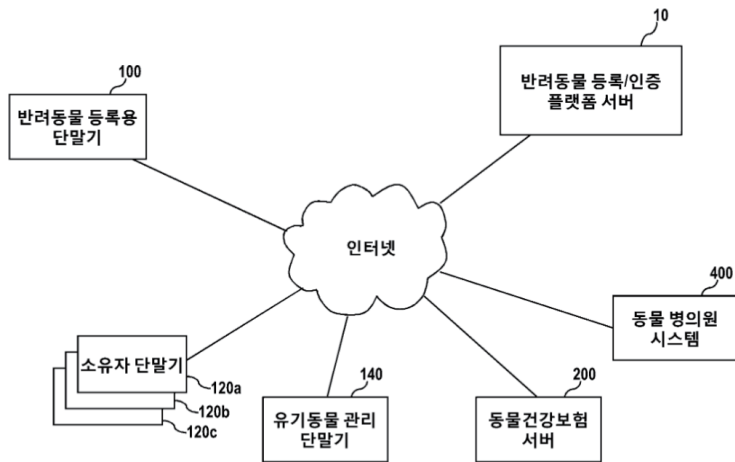 10
반려동물 등록/인증
플랫폼 서버
100
반려동물 등록용
단말기
인터넷
400
동물 병의원
시스템
소유자 단말기
120a
120b
120c
140
유기동물 관리
단말기
200
동물건강보험
서버